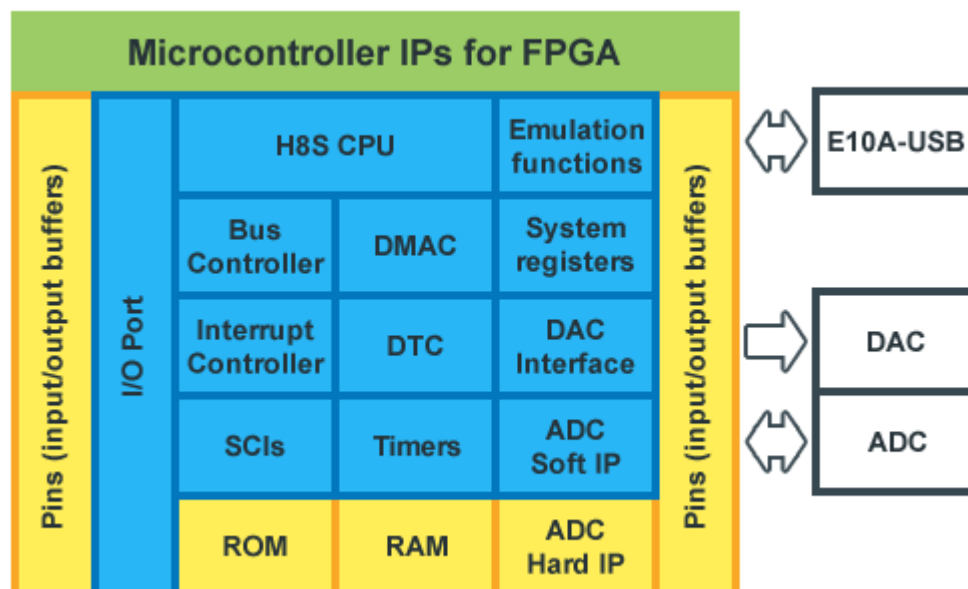 Microcontroller IPs for FPGA
Pins (input/output buffers)
I/O Port
H8S CPU
Emulation
functions
Bus
Controller
DMAC
System
registers
Interrupt
Controller
DTC
DAC
Interface
SCIs
Timers
ADC
Soft IP
ROM
RAM
ADC
Hard IP
Pins (input/output buffers)
E10A-USB
DAC
ADC